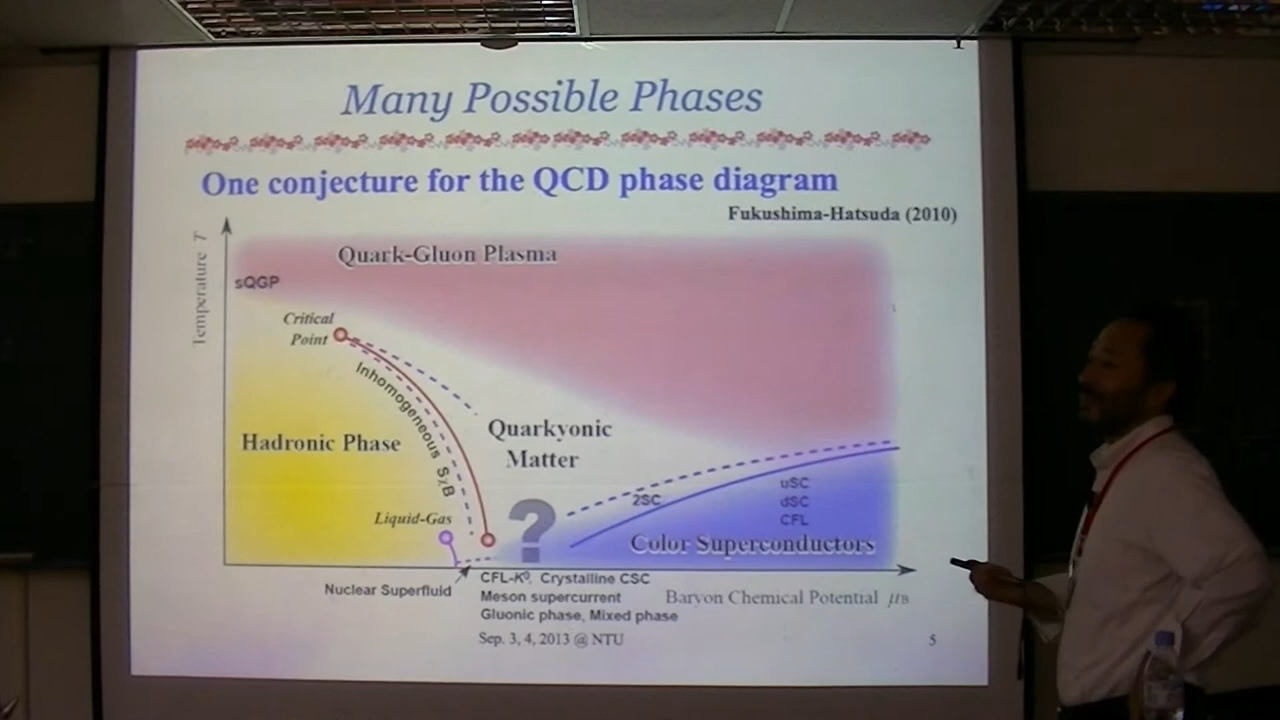 Many Possible Phases
One conjecture for the QCD phase diagram
Fukushima-Hatsuda (2010)
Temperature T
Quark-Gluon Plasma
sQGP
Critical
Point
Inhomogeneous SχB
Hadronic Phase
Quarkyonic
Matter
Liquid-Gas
?
2SC
uSC
dSC
CFL
Color Superconductors
Nuclear Superfluid
CFL-K⁰, Crystalline CSC
Meson supercurrent
Gluonic phase, Mixed phase
Baryon Chemical Potential μB
Sep. 3, 4, 2013 @ NTU
5